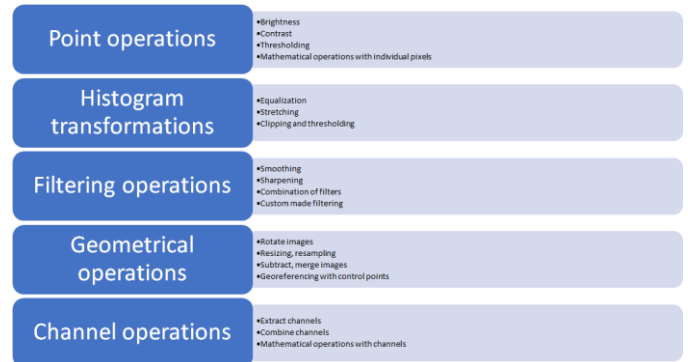 Point operations
•Brightness
•Contrast
•Thresholding
•Mathematical operations with individual pixels
Histogram
transformations
•Equalization
•Stretching
•Clipping and thresholding
Filtering operations
•Smoothing
•Sharpening
•Combination of filters
•Custom made filtering
Geometrical
operations
•Rotate images
•Resizing, resampling
•Subtract, merge images
•Georeferencing with control points
Channel operations
•Extract channels
•Combine channels
•Mathematical operations with channels